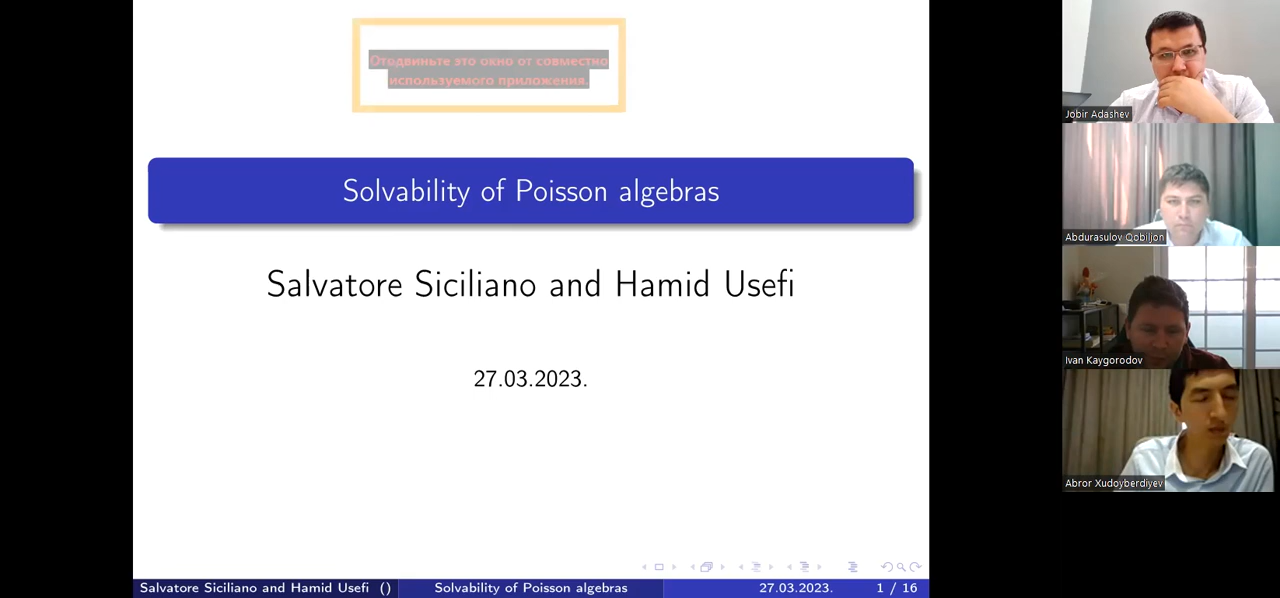 Отодвиньте это окно от совместно
используемого приложения.
Solvability of Poisson algebras
Salvatore Siciliano and Hamid Usefi
27.03.2023.
Salvatore Siciliano and Hamid Usefi ()
Solvability of Poisson algebras
27.03.2023.
1 / 16
Jobir Adashev
Abdurasulov Qobiljon
Ivan Kaygorodov
Abror Xudoyberdiyev